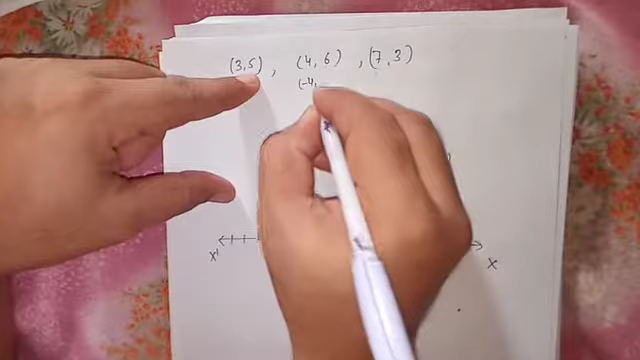 (3,5), (4,6), (7,3)
(-4,
X' X